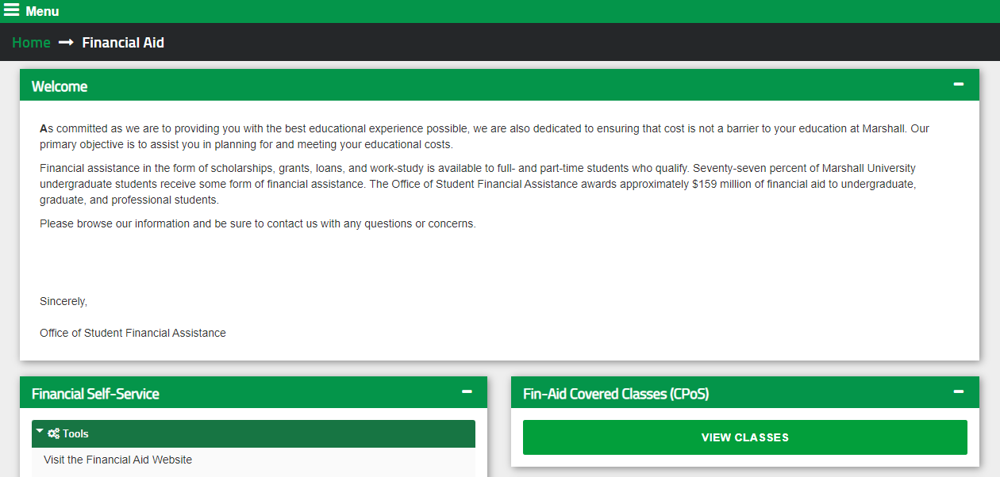 Menu
Home → Financial Aid
Welcome
As committed as we are to providing you with the best educational experience possible, we are also dedicated to ensuring that cost is not a barrier to your education at Marshall. Our
primary objective is to assist you in planning for and meeting your educational costs.
Financial assistance in the form of scholarships, grants, loans, and work-study is available to full- and part-time students who qualify. Seventy-seven percent of Marshall University
undergraduate students receive some form of financial assistance. The Office of Student Financial Assistance awards approximately $159 million of financial aid to undergraduate,
graduate, and professional students.
Please browse our information and be sure to contact us with any questions or concerns.
Sincerely,
Office of Student Financial Assistance
Financial Self-Service
Tools
Visit the Financial Aid Website
Fin-Aid Covered Classes (CPoS)
VIEW CLASSES